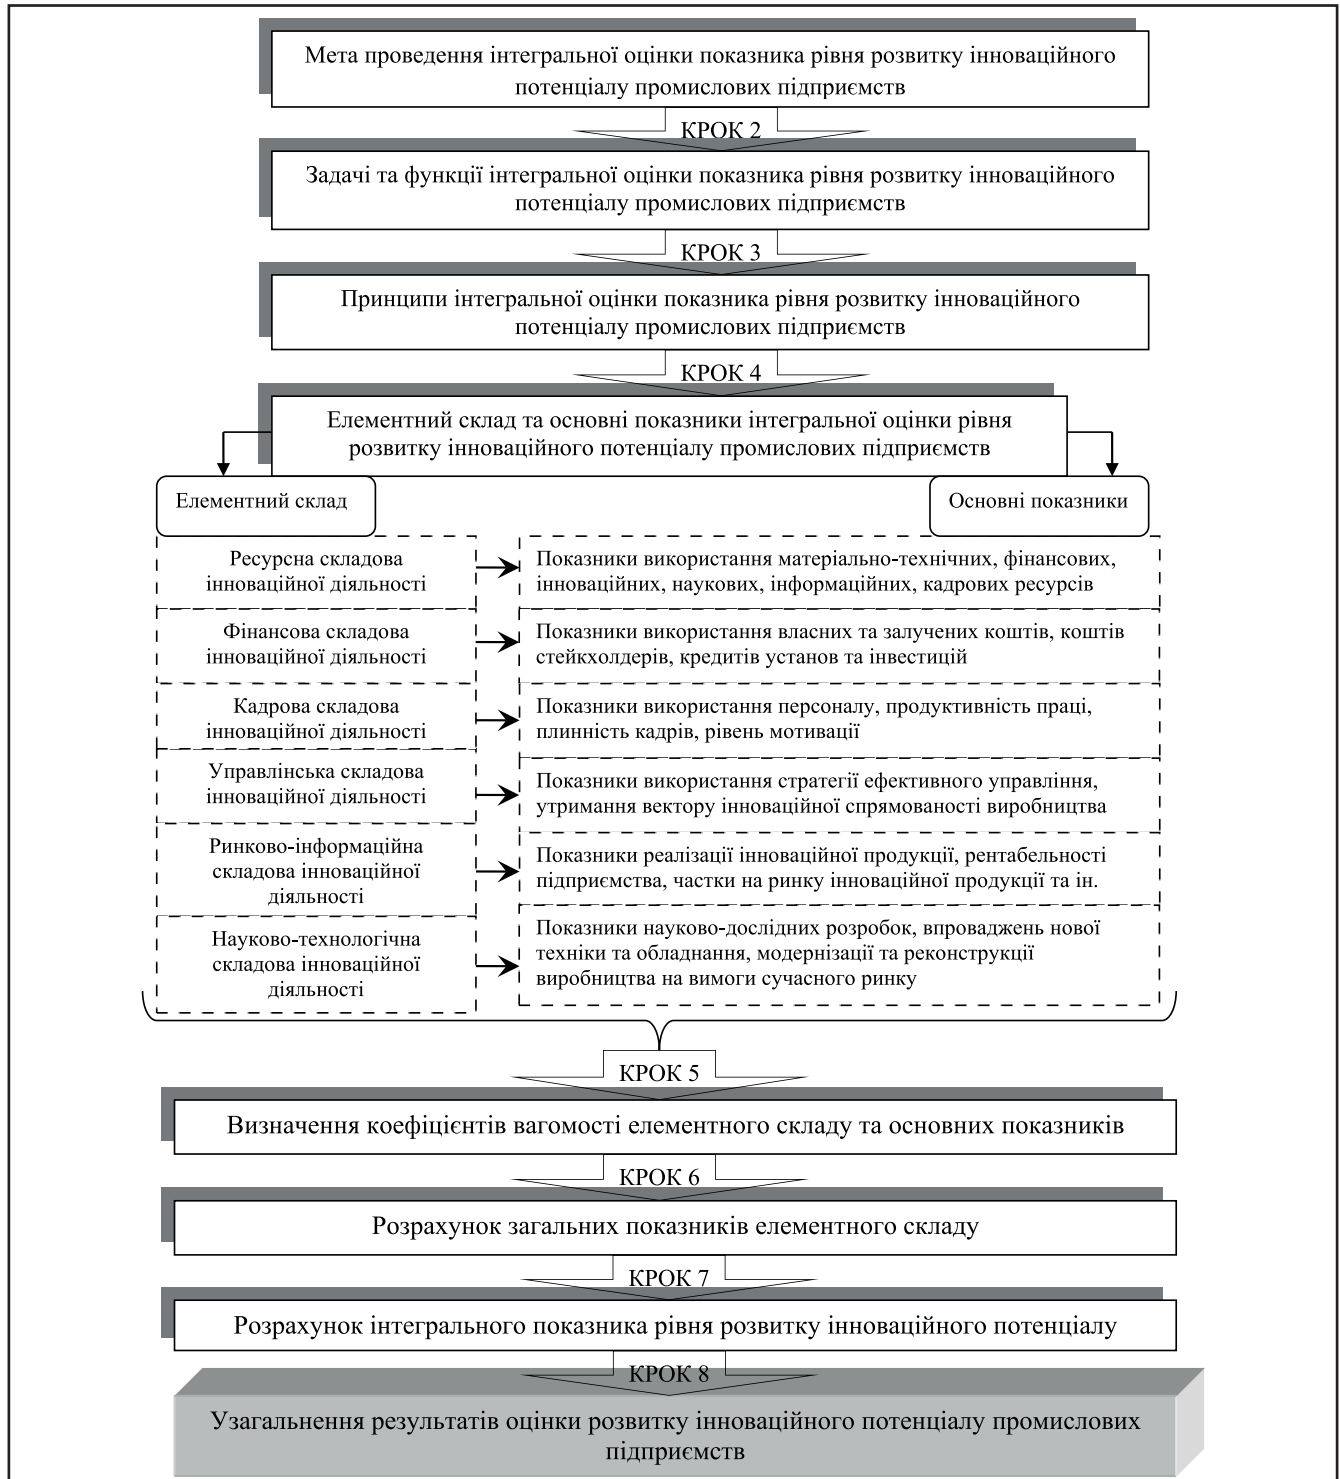 Мета проведення інтегральної оцінки показника рівня розвитку інноваційного
потенціалу промислових підприємств
КРОК 2
Задачі та функції інтегральної оцінки показника рівня розвитку інноваційного
потенціалу промислових підприємств
КРОК 3
Принципи інтегральної оцінки показника рівня розвитку інноваційного
потенціалу промислових підприємств
КРОК 4
Елементний склад та основні показники інтегральної оцінки рівня
розвитку інноваційного потенціалу промислових підприємств
Елементний склад
Основні показники
Ресурсна складова
інноваційної діяльності
Показники використання матеріально-технічних, фінансових,
інноваційних, наукових, інформаційних, кадрових ресурсів
Фінансова складова
інноваційної діяльності
Показники використання власних та залучених коштів, коштів
стейкхолдерів, кредитів установ та інвестицій
Кадрова складова
інноваційної діяльності
Показники використання персоналу, продуктивність праці,
плинність кадрів, рівень мотивації
Управлінська складова
інноваційної діяльності
Показники використання стратегії ефективного управління,
утримання вектору інноваційної спрямованості виробництва
Ринково-інформаційна
складова інноваційної
діяльності
Показники реалізації інноваційної продукції, рентабельності
підприємства, частки на ринку інноваційної продукції та ін.
Науково-технологічна
складова інноваційної
діяльності
Показники науково-дослідних розробок, впроваджень нової
техніки та обладнання, модернізації та реконструкції
виробництва на вимоги сучасного ринку
КРОК 5
Визначення коефіцієнтів вагомості елементного складу та основних показників
КРОК 6
Розрахунок загальних показників елементного складу
КРОК 7
Розрахунок інтегрального показника рівня розвитку інноваційного потенціалу
КРОК 8
Узагальнення результатів оцінки розвитку інноваційного потенціалу промислових
підприємств